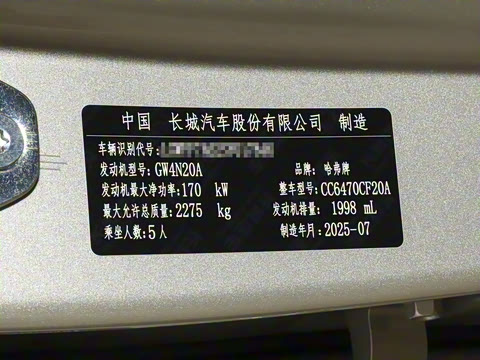 中国 长城汽车股份有限公司 制造
车辆识别代号:
发动机型号:GW4N20A 品牌: 哈弗牌
发动机最大净功率:170 kW 整车型号:CC6470CF20A
最大允许总质量:2275 kg 发动机排量: 1998 mL
乘坐人数:5人 制造年月:2025-07